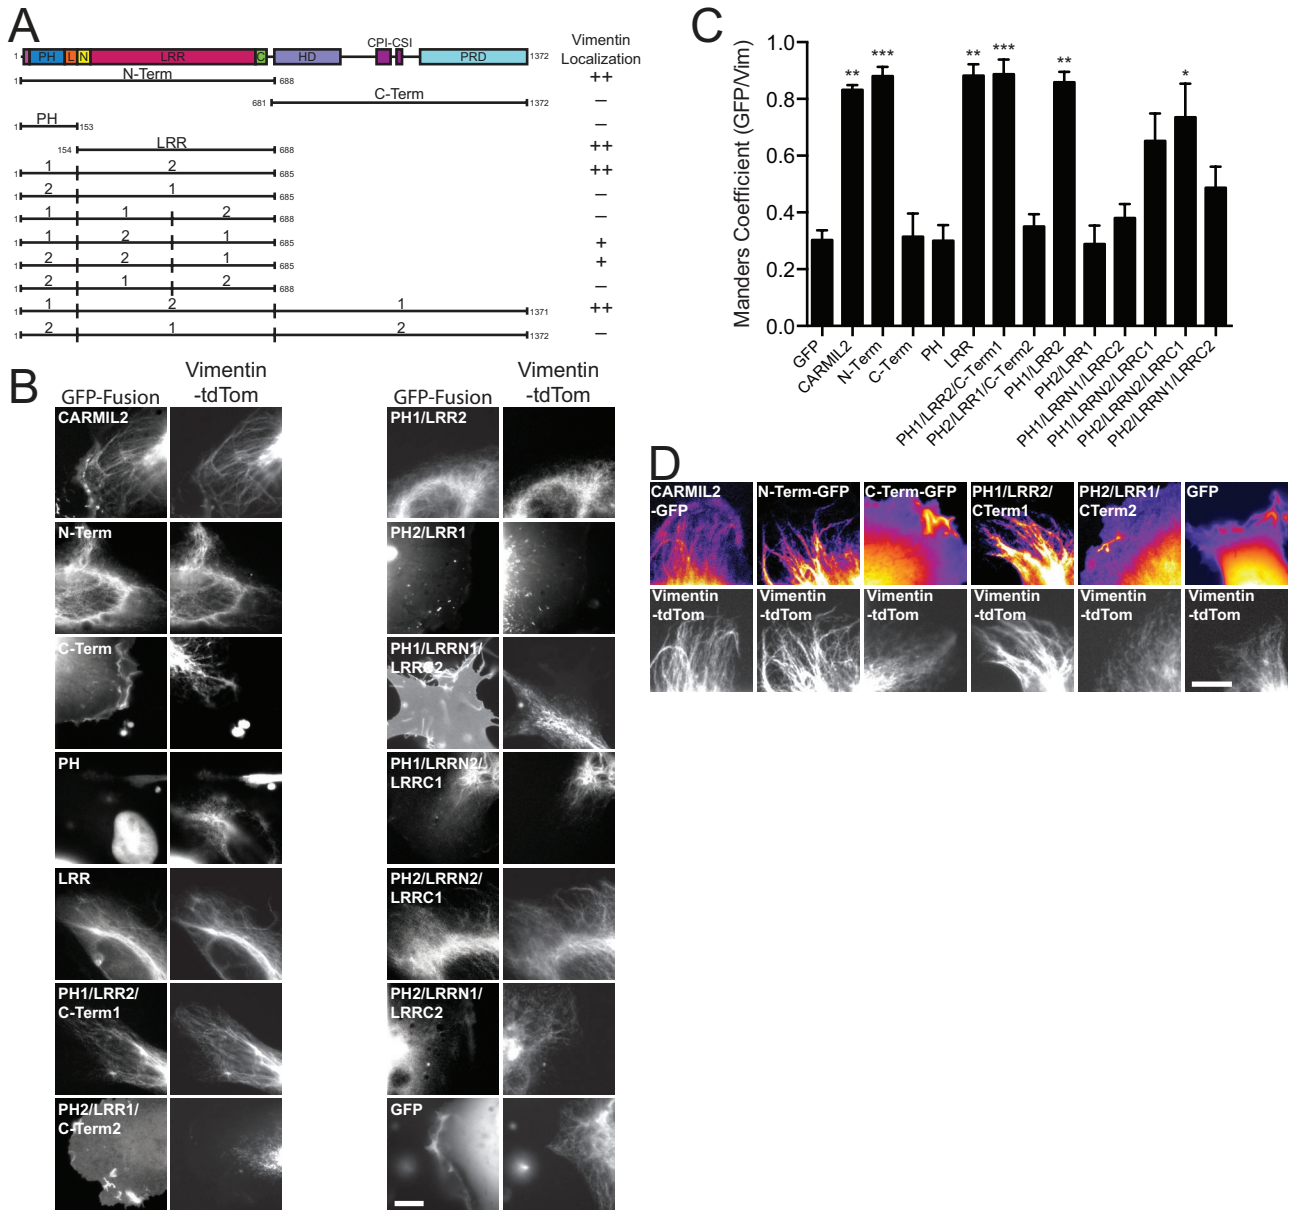 A
1 PH L N LRR C HD CPI-CSI PRD 1372
Vimentin
Localization
1 N-Term 688 ++
681 C-Term 1372 –
1 PH 153 –
154 LRR 688 ++
1 1 2 685 ++
1 2 1 685 –
1 1 1 2 688 –
1 1 2 1 685 +
1 2 2 1 685 +
1 2 1 2 688 –
1 1 2 1 1371 ++
1 2 1 2 1372 –
B
GFP-Fusion
Vimentin
-tdTom
CARMIL2
N-Term
C-Term
PH
LRR
PH1/LRR2/
C-Term1
PH2/LRR1/
C-Term2
GFP-Fusion
Vimentin
-tdTom
PH1/LRR2
PH2/LRR1
PH1/LRRN1/
LRRC2
PH1/LRRN2/
LRRC1
PH2/LRRN2/
LRRC1
PH2/LRRN1/
LRRC2
GFP
C
Manders Coefficient (GFP/Vim)
1.0
0.8
0.6
0.4
0.2
0.0
** *** ** *** ** *
GFP
CARMIL2
N-Term
C-Term
PH
LRR
PH1/LRR2/C-Term1
PH2/LRR1/C-Term2
PH1/LRR2
PH2/LRR1
PH1/LRRN1/LRRC2
PH1/LRRN2/LRRC1
PH2/LRRN2/LRRC1
PH2/LRRN1/LRRC2
D
CARMIL2
-GFP
N-Term-GFP
C-Term-GFP
PH1/LRR2/
CTerm1
PH2/LRR1/
CTerm2
GFP
Vimentin
-tdTom
Vimentin
-tdTom
Vimentin
-tdTom
Vimentin
-tdTom
Vimentin
-tdTom
Vimentin
-tdTom